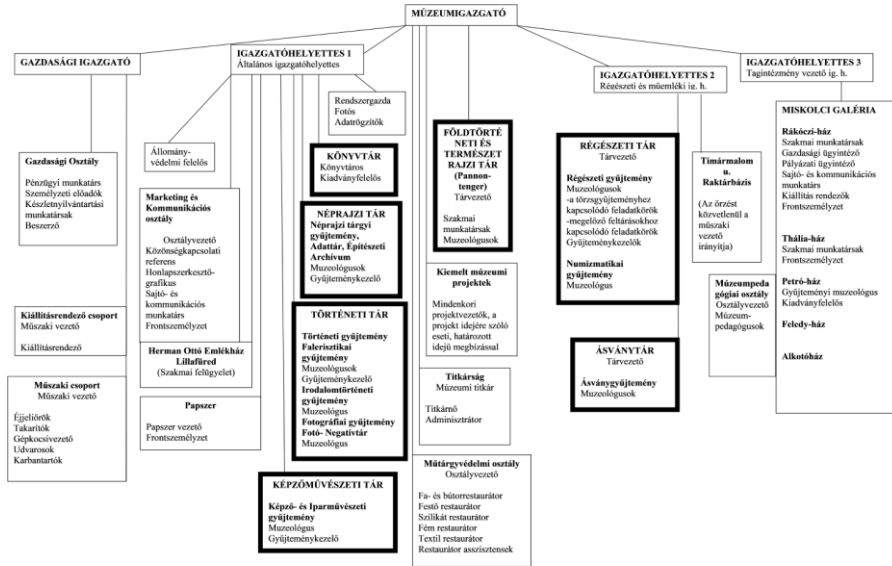 MÚZEUMIGAZGATÓ
GAZDASÁGI IGAZGATÓ
IGAZGATÓHELYETTES 1
Általános igazgatóhelyettes
IGAZGATÓHELYETTES 2
Régészeti és műemléki ig. h.
IGAZGATÓHELYETTES 3
Tagintézmény vezető ig. h.
Gazdasági Osztály
Pénzügyi munkatárs
Személyzeti előadók
Készletnyilvántartási
munkatársak
Beszerző
Kiállításrendező csoport
Műszaki vezető
Kiállításrendező
Műszaki csoport
Műszaki vezető
Éjjeliőrök
Takarítók
Gépkocsivezető
Udvarosok
Karbantartók
Állomány-
védelmi felelős
Marketing és
Kommunikációs
osztály
Osztályvezető
Közönségkapcsolati
referens
Honlapszerkesztő-
grafikus
Sajtó- és
kommunikációs
munkatárs
Frontszemélyzet
Herman Ottó Emlékház
Lillafüred
(Szakmai felügyelet)
Papszer
Papszer vezető
Frontszemélyzet
Rendszergazda
Fotós
Adatrögzítők
KÖNYVTÁR
Könyvtáros
Kiadványfelelős
NÉPRAJZI TÁR
Néprajzi tárgyi
gyűjtemény,
Adattár, Építészeti
Archívum
Muzeológusok
Gyűjteménykezelő
TÖRTÉNETI TÁR
Történeti gyűjtemény
Falerisztikai
gyűjtemény
Muzeológusok
Gyűjteménykezelő
Irodalomtörténeti
gyűjtemény
Muzeológus
Fotográfiai gyűjtemény
Fotó- Negatívtár
Muzeológus
KÉPZŐMŰVÉSZETI TÁR
Képző- és Iparművészeti
gyűjtemény
Muzeológus
Gyűjteménykezelő
FÖLDTÖRTÉ
NETI ÉS
TERMÉSZET
RAJZI TÁR
(Pannon-
tenger)
Tárvezető
Szakmai
munkatársak
Muzeológusok
Kiemelt múzeumi
projektek
Mindenkori
projektvezetők, a
projekt idejére szóló
eseti, határozott
idejű megbízással
Titkárság
Múzeumi titkár
Titkárnő
Adminisztrátor
Műtárgyvédelmi osztály
Osztályvezető
Fa- és bútorrestaurátor
Festő restaurátor
Szilikát restaurátor
Fém restaurátor
Textil restaurátor
Restaurátor asszisztensek
RÉGÉSZETI TÁR
Tárvezető
Régészeti gyűjtemény
Muzeológusok
-a törzsgyűjteményhez
kapcsolódó feladatkörök
-megelőző feltárásokhoz
kapcsolódó feladatkörök
Gyűjteménykezelők
Numizmatikai
gyűjtemény
Muzeológus
ÁSVÁNYTÁR
Tárvezető
Ásványgyűjtemény
Muzeológusok
Tímármalom
u.
Raktárbázis
(Az őrzést
közvetlenül a
műszaki
vezető
irányítja)
Múzeumpeda
gógiai osztály
Osztályvezető
Múzeum-
pedagógusok
MISKOLCI GALÉRIA
Rákóczi-ház
Szakmai munkatársak
Gazdasági ügyintéző
Pályázati ügyintéző
Sajtó- és kommunikációs
munkatárs
Kiállítás rendezők
Frontszemélyzet
Thália-ház
Szakmai munkatársak
Frontszemélyzet
Petró-ház
Gyűjteményi muzeológus
Kiadványfelelős
Feledy-ház
Alkotóház